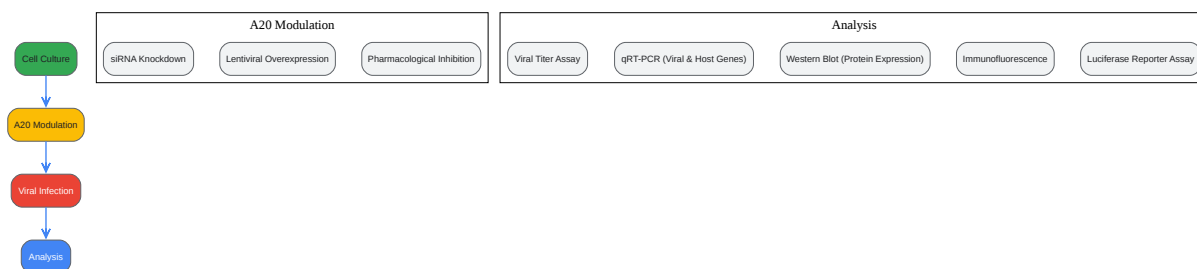 A20 Modulation
Analysis
Cell Culture
siRNA Knockdown
Lentiviral Overexpression
Pharmacological Inhibition
Viral Titer Assay
qRT-PCR (Viral & Host Genes)
Western Blot (Protein Expression)
Immunofluorescence
Luciferase Reporter Assay
A20 Modulation
Viral Infection
Analysis